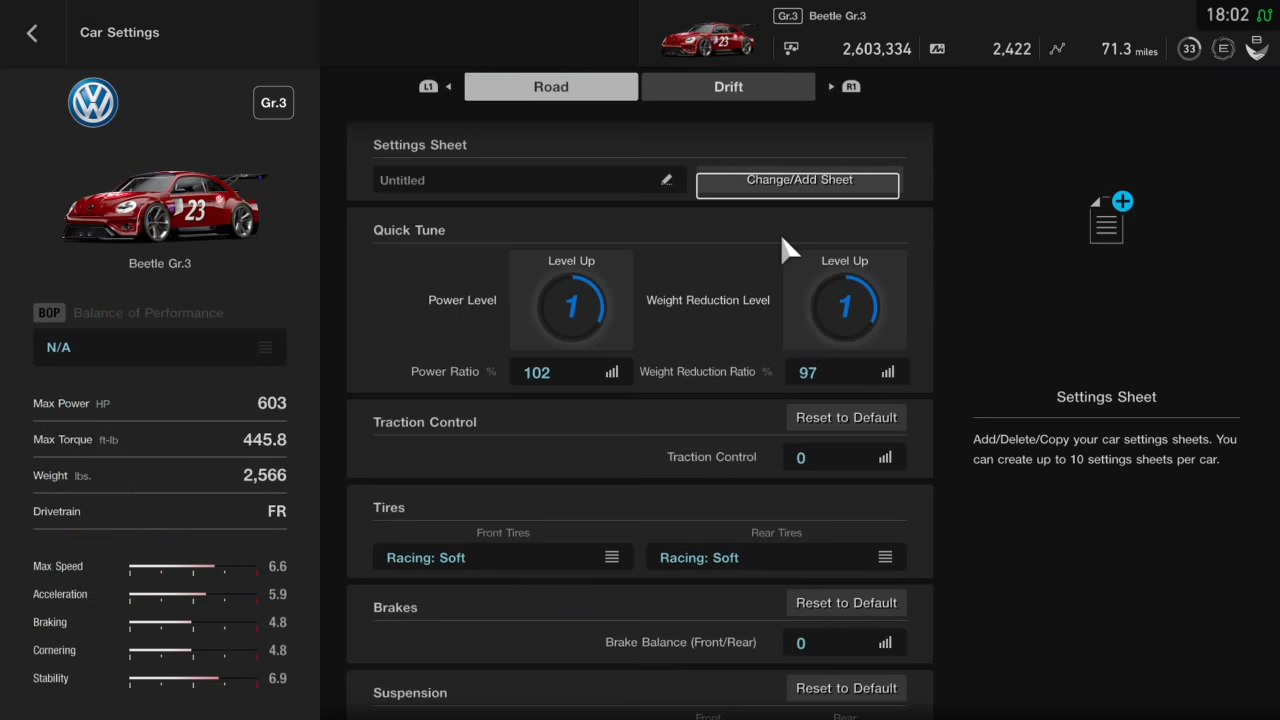 Car Settings
Gr.3 Beetle Gr.3
2,603,334 2,422 71.3 miles 33 E B
18:02
L1 Road Drift R1
Gr.3
23
Beetle Gr.3
BOP Balance of Performance
N/A
Max Power HP 603
Max Torque ft-lb 445.8
Weight lbs. 2,566
Drivetrain FR
Max Speed 6.6
Acceleration 5.9
Braking 4.8
Cornering 4.8
Stability 6.9
Settings Sheet
Untitled Change/Add Sheet
Quick Tune
Level Up Level Up
Power Level 1 Weight Reduction Level 1
Power Ratio % 102 Weight Reduction Ratio % 97
Traction Control Reset to Default
Traction Control 0
Tires
Front Tires Rear Tires
Racing: Soft Racing: Soft
Brakes Reset to Default
Brake Balance (Front/Rear) 0
Suspension Reset to Default
Front Rear
Settings Sheet
Add/Delete/Copy your car settings sheets. You
can create up to 10 settings sheets per car.